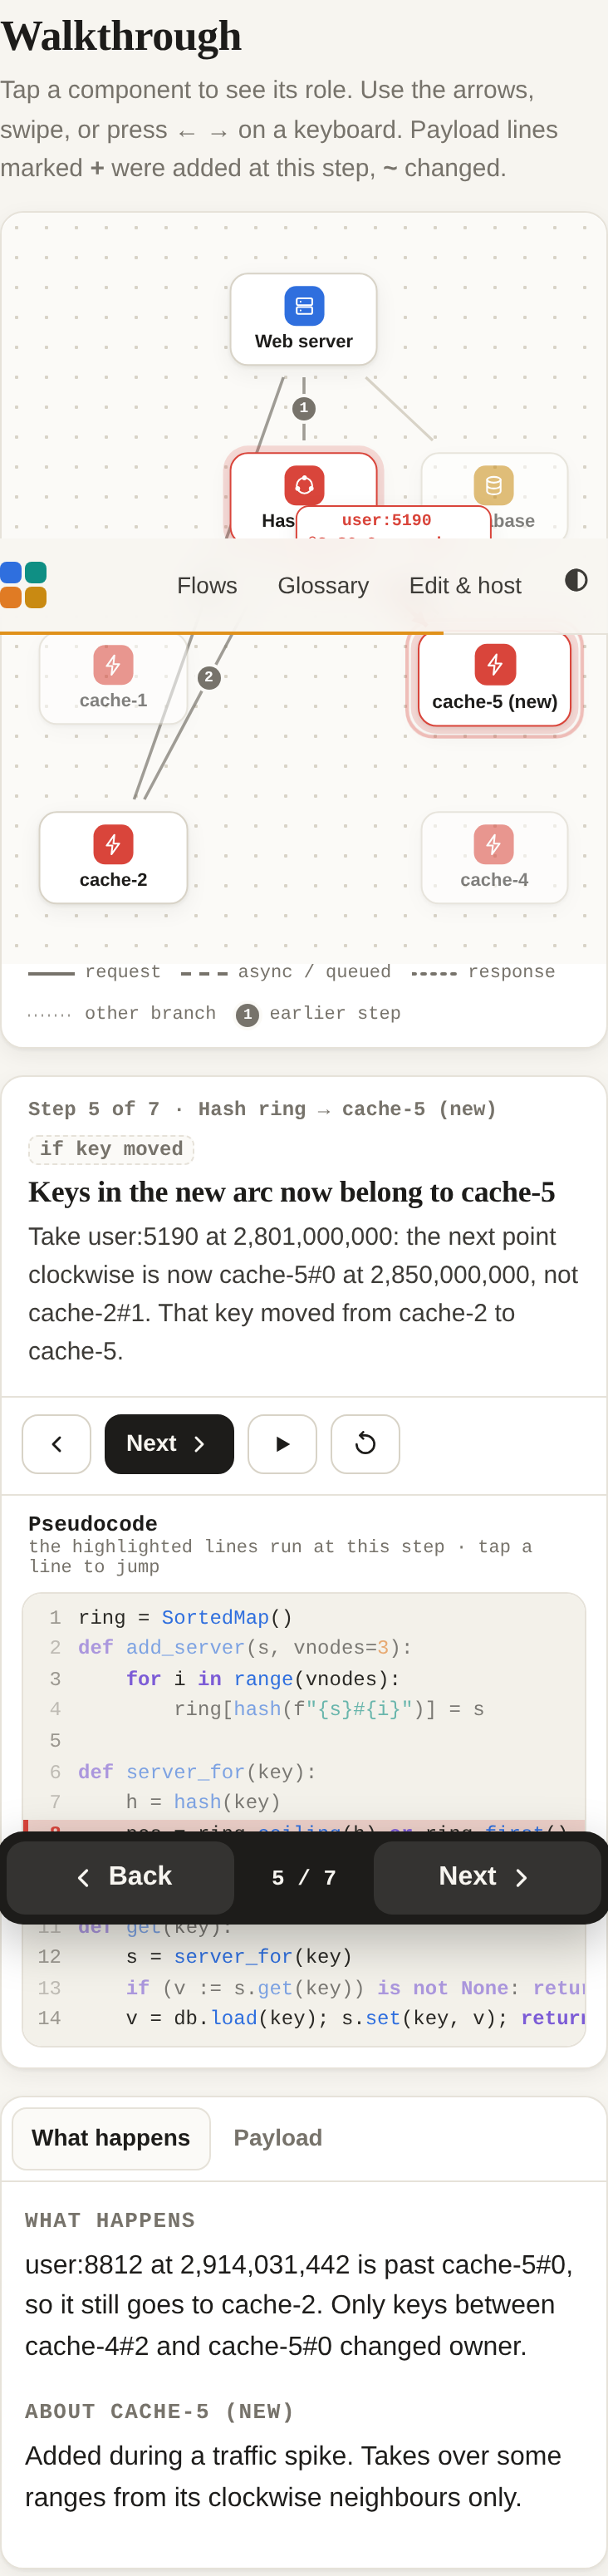 Walkthrough
Tap a component to see its role. Use the arrows,
swipe, or press ← → on a keyboard. Payload lines
marked + were added at this step, ~ changed.
Web server
1
user:5190
Flows
Glossary
Edit & host
cache-1
2
cache-5 (new)
cache-2
cache-4
request
async / queued
response
other branch
1
earlier step
Step 5 of 7 · Hash ring → cache-5 (new)
if key moved
Keys in the new arc now belong to cache-5
Take user:5190 at 2,801,000,000: the next point
clockwise is now cache-5#0 at 2,850,000,000, not
cache-2#1. That key moved from cache-2 to
cache-5.
Next
Pseudocode
the highlighted lines run at this step · tap a
line to jump
1 ring = SortedMap()
2 def add_server(s, vnodes=3):
3 for i in range(vnodes):
4 ring[hash(f"{s}#{i}")] = s
5
6 def server_for(key):
7 h = hash(key)
Back
5 / 7
Next
11 def get(key):
12 s = server_for(key)
13 if (v := s.get(key)) is not None: retur
14 v = db.load(key); s.set(key, v); return
What happens
Payload
WHAT HAPPENS
user:8812 at 2,914,031,442 is past cache-5#0,
so it still goes to cache-2. Only keys between
cache-4#2 and cache-5#0 changed owner.
ABOUT CACHE-5 (NEW)
Added during a traffic spike. Takes over some
ranges from its clockwise neighbours only.